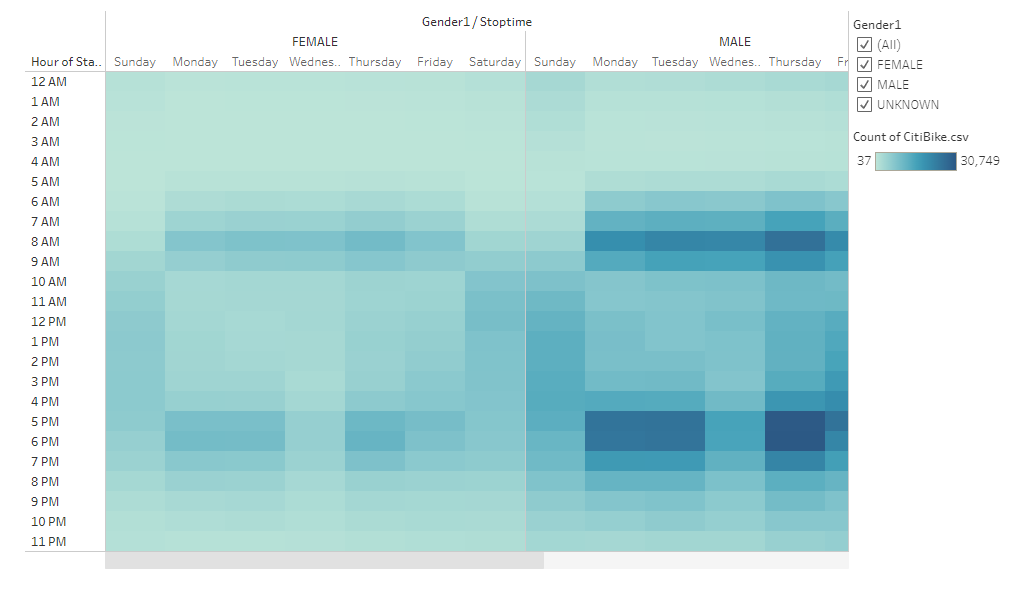 Gender1 / Stoptime
FEMALE MALE
Hour of Sta.. Sunday Monday Tuesday Wednes.. Thursday Friday Saturday Sunday Monday Tuesday Wednes.. Thursday Fr
12 AM
1 AM
2 AM
3 AM
4 AM
5 AM
6 AM
7 AM
8 AM
9 AM
10 AM
11 AM
12 PM
1 PM
2 PM
3 PM
4 PM
5 PM
6 PM
7 PM
8 PM
9 PM
10 PM
11 PM
Gender1
(All)
FEMALE
MALE
UNKNOWN
Count of CitiBike.csv
37 30,749